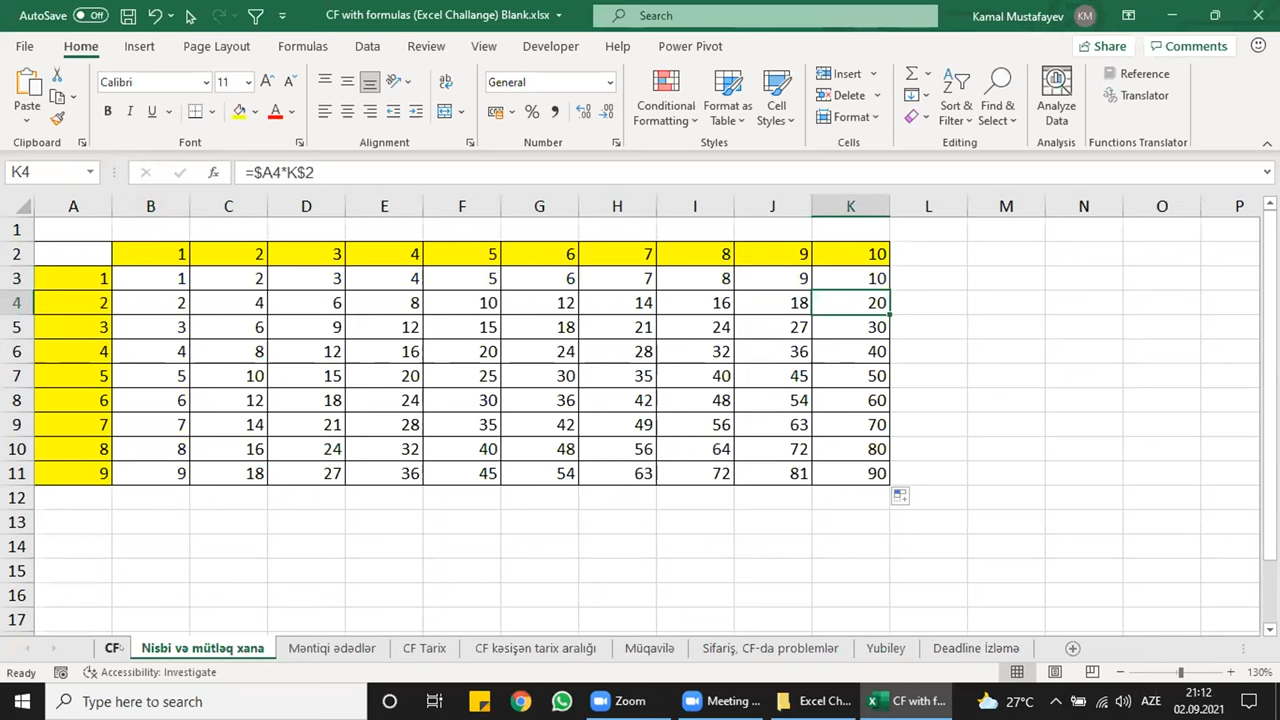 AutoSave Off CF with formulas (Excel Challange) Blank.xlsx Search Kamal Mustafayev KM
File Home Insert Page Layout Formulas Data Review View Developer Help Power Pivot Share Comments
Paste Calibri 11 General Conditional Formatting Format as Table Cell Styles Insert Delete Format Sort & Filter Find & Select Analyze Data Reference Translator
Clipboard Font Alignment Number Styles Cells Editing Analysis Functions Translator
K4 =$A4*K$2
A B C D E F G H I J K L M N O P
1
2 1 2 3 4 5 6 7 8 9 10
3 1 1 2 3 4 5 6 7 8 9 10
4 2 2 4 6 8 10 12 14 16 18 20
5 3 3 6 9 12 15 18 21 24 27 30
6 4 4 8 12 16 20 24 28 32 36 40
7 5 5 10 15 20 25 30 35 40 45 50
8 6 6 12 18 24 30 36 42 48 54 60
9 7 7 14 21 28 35 42 49 56 63 70
10 8 8 16 24 32 40 48 56 64 72 80
11 9 9 18 27 36 45 54 63 72 81 90
12
13
14
15
16
17
CF Nisbi və mütləq xana Məntiqi ədədlər CF Tarix CF kəsişən tarix aralığı Müqavilə Sifariş, CF-da problemlər Yubiley Deadline İzləmə
Ready Accessibility: Investigate 130%
Type here to search Zoom Meeting ... Excel Ch... CF with f... 27°C AZE 21:12
02.09.2021